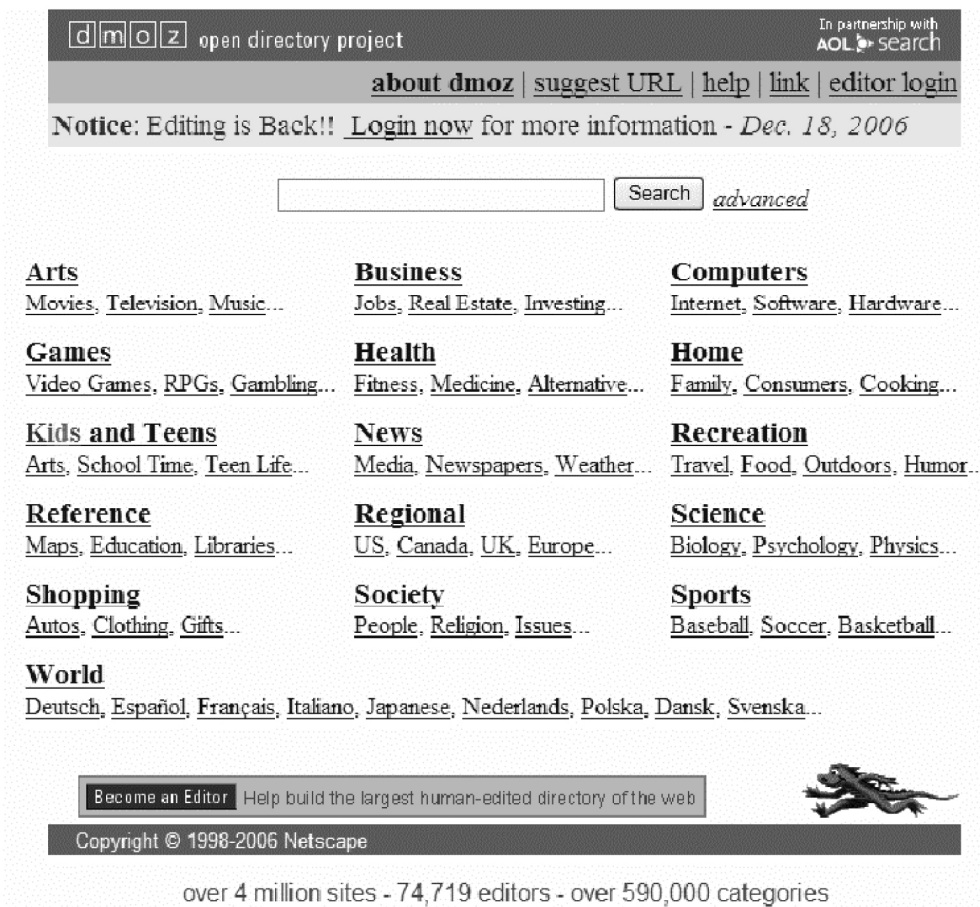 dmoz open directory project
In partnership with
AOL search
about dmoz | suggest URL | help | link | editor login
Notice: Editing is Back!! Login now for more information - Dec. 18, 2006
Search advanced
Arts Business Computers
Movies, Television, Music... Jobs, Real Estate, Investing... Internet, Software, Hardware...
Games Health Home
Video Games, RPGs, Gambling... Fitness, Medicine, Alternative... Family, Consumers, Cooking...
Kids and Teens News Recreation
Arts, School Time, Teen Life... Media, Newspapers, Weather... Travel, Food, Outdoors, Humor..
Reference Regional Science
Maps, Education, Libraries... US, Canada, UK, Europe... Biology, Psychology, Physics...
Shopping Society Sports
Autos, Clothing, Gifts... People, Religion, Issues... Baseball, Soccer, Basketball...
World
Deutsch, Español, Français, Italiano, Japanese, Nederlands, Polska, Dansk, Svenska...
Become an Editor Help build the largest human-edited directory of the web
Copyright © 1998-2006 Netscape
over 4 million sites - 74,719 editors - over 590,000 categories